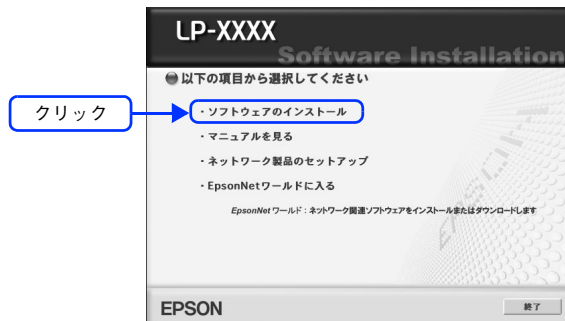 LP-XXXX
Software Installation
以下の項目から選択してください
クリック
・ソフトウェアのインストール
・マニュアルを見る
・ネットワーク製品のセットアップ
・EpsonNetワールドに入る
EpsonNet ワールド：ネットワーク関連ソフトウェアをインストールまたはダウンロードします
EPSON
EPSON
終了